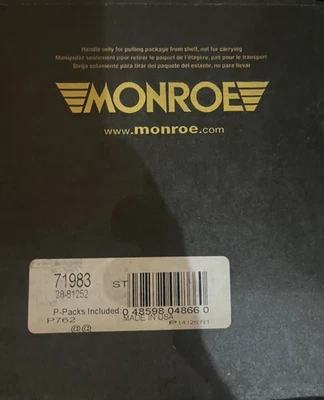 Handle only for pulling package from shelf, not for carrying
Manipulez seulement pour retirer le paquet de l'étagère, pas pour le transport
Dirija solamente para tirar del paquete del estante, no para llevar
MONROE
www.monroe.com
71983 ST
28-81252
P-Packs Included: 0 48598 04866 0
P762 MADE IN USA
@@